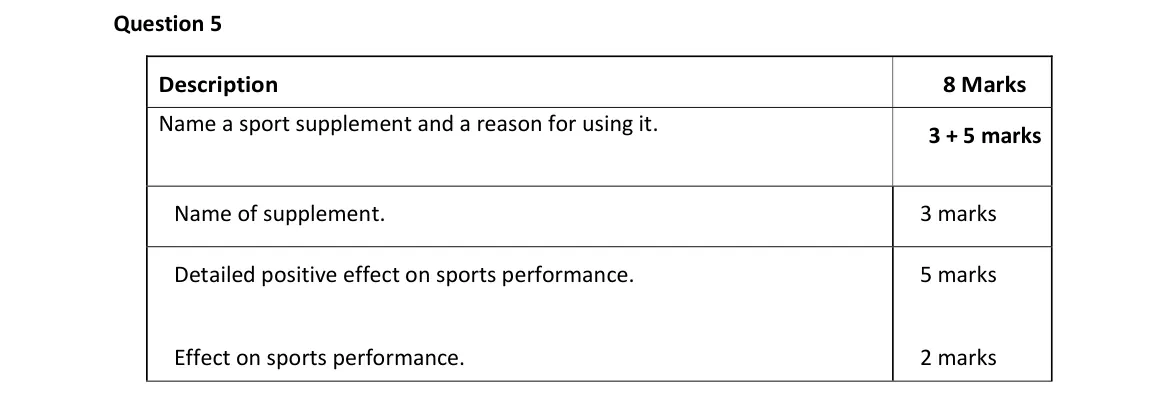 Question 5
Description 8 Marks
Name a sport supplement and a reason for using it.
3 + 5 marks
Name of supplement. 3 marks
Detailed positive effect on sports performance. 5 marks
Effect on sports performance. 2 marks